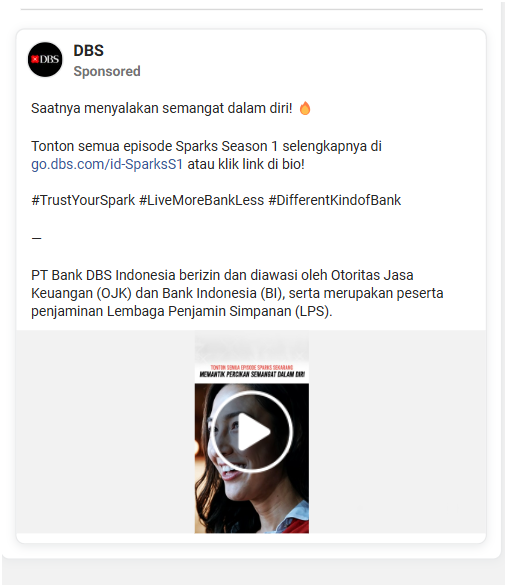 DBS
DBS
Sponsored
Saatnya menyalakan semangat dalam diri! 🔥
Tonton semua episode Sparks Season 1 selengkapnya di
go.dbs.com/id-SparksS1 atau klik link di bio!
#TrustYourSpark #LiveMoreBankLess #DifferentKindofBank
—
PT Bank DBS Indonesia berizin dan diawasi oleh Otoritas Jasa
Keuangan (OJK) dan Bank Indonesia (BI), serta merupakan peserta
penjaminan Lembaga Penjamin Simpanan (LPS).
TONTON SEMUA EPISODE SPARKS SEKARANG
MEMANTIK PERCIKAN SEMANGAT DALAM DIRI